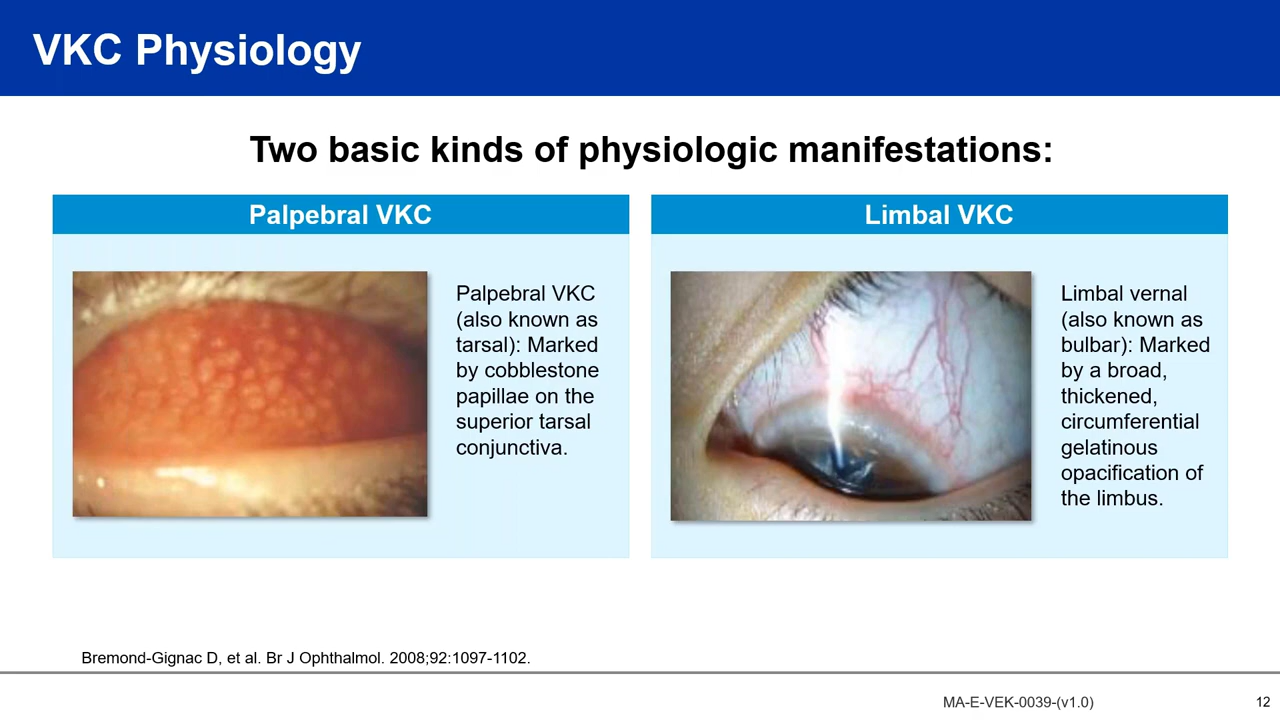 VKC Physiology
Two basic kinds of physiologic manifestations:
Palpebral VKC
Palpebral VKC
(also known as
tarsal): Marked
by cobblestone
papillae on the
superior tarsal
conjunctiva.
Limbal VKC
Limbal vernal
(also known as
bulbar): Marked
by a broad,
thickened,
circumferential
gelatinous
opacification of
the limbus.
Bremond-Gignac D, et al. Br J Ophthalmol. 2008;92:1097-1102.
MA-E-VEK-0039-(v1.0)
12